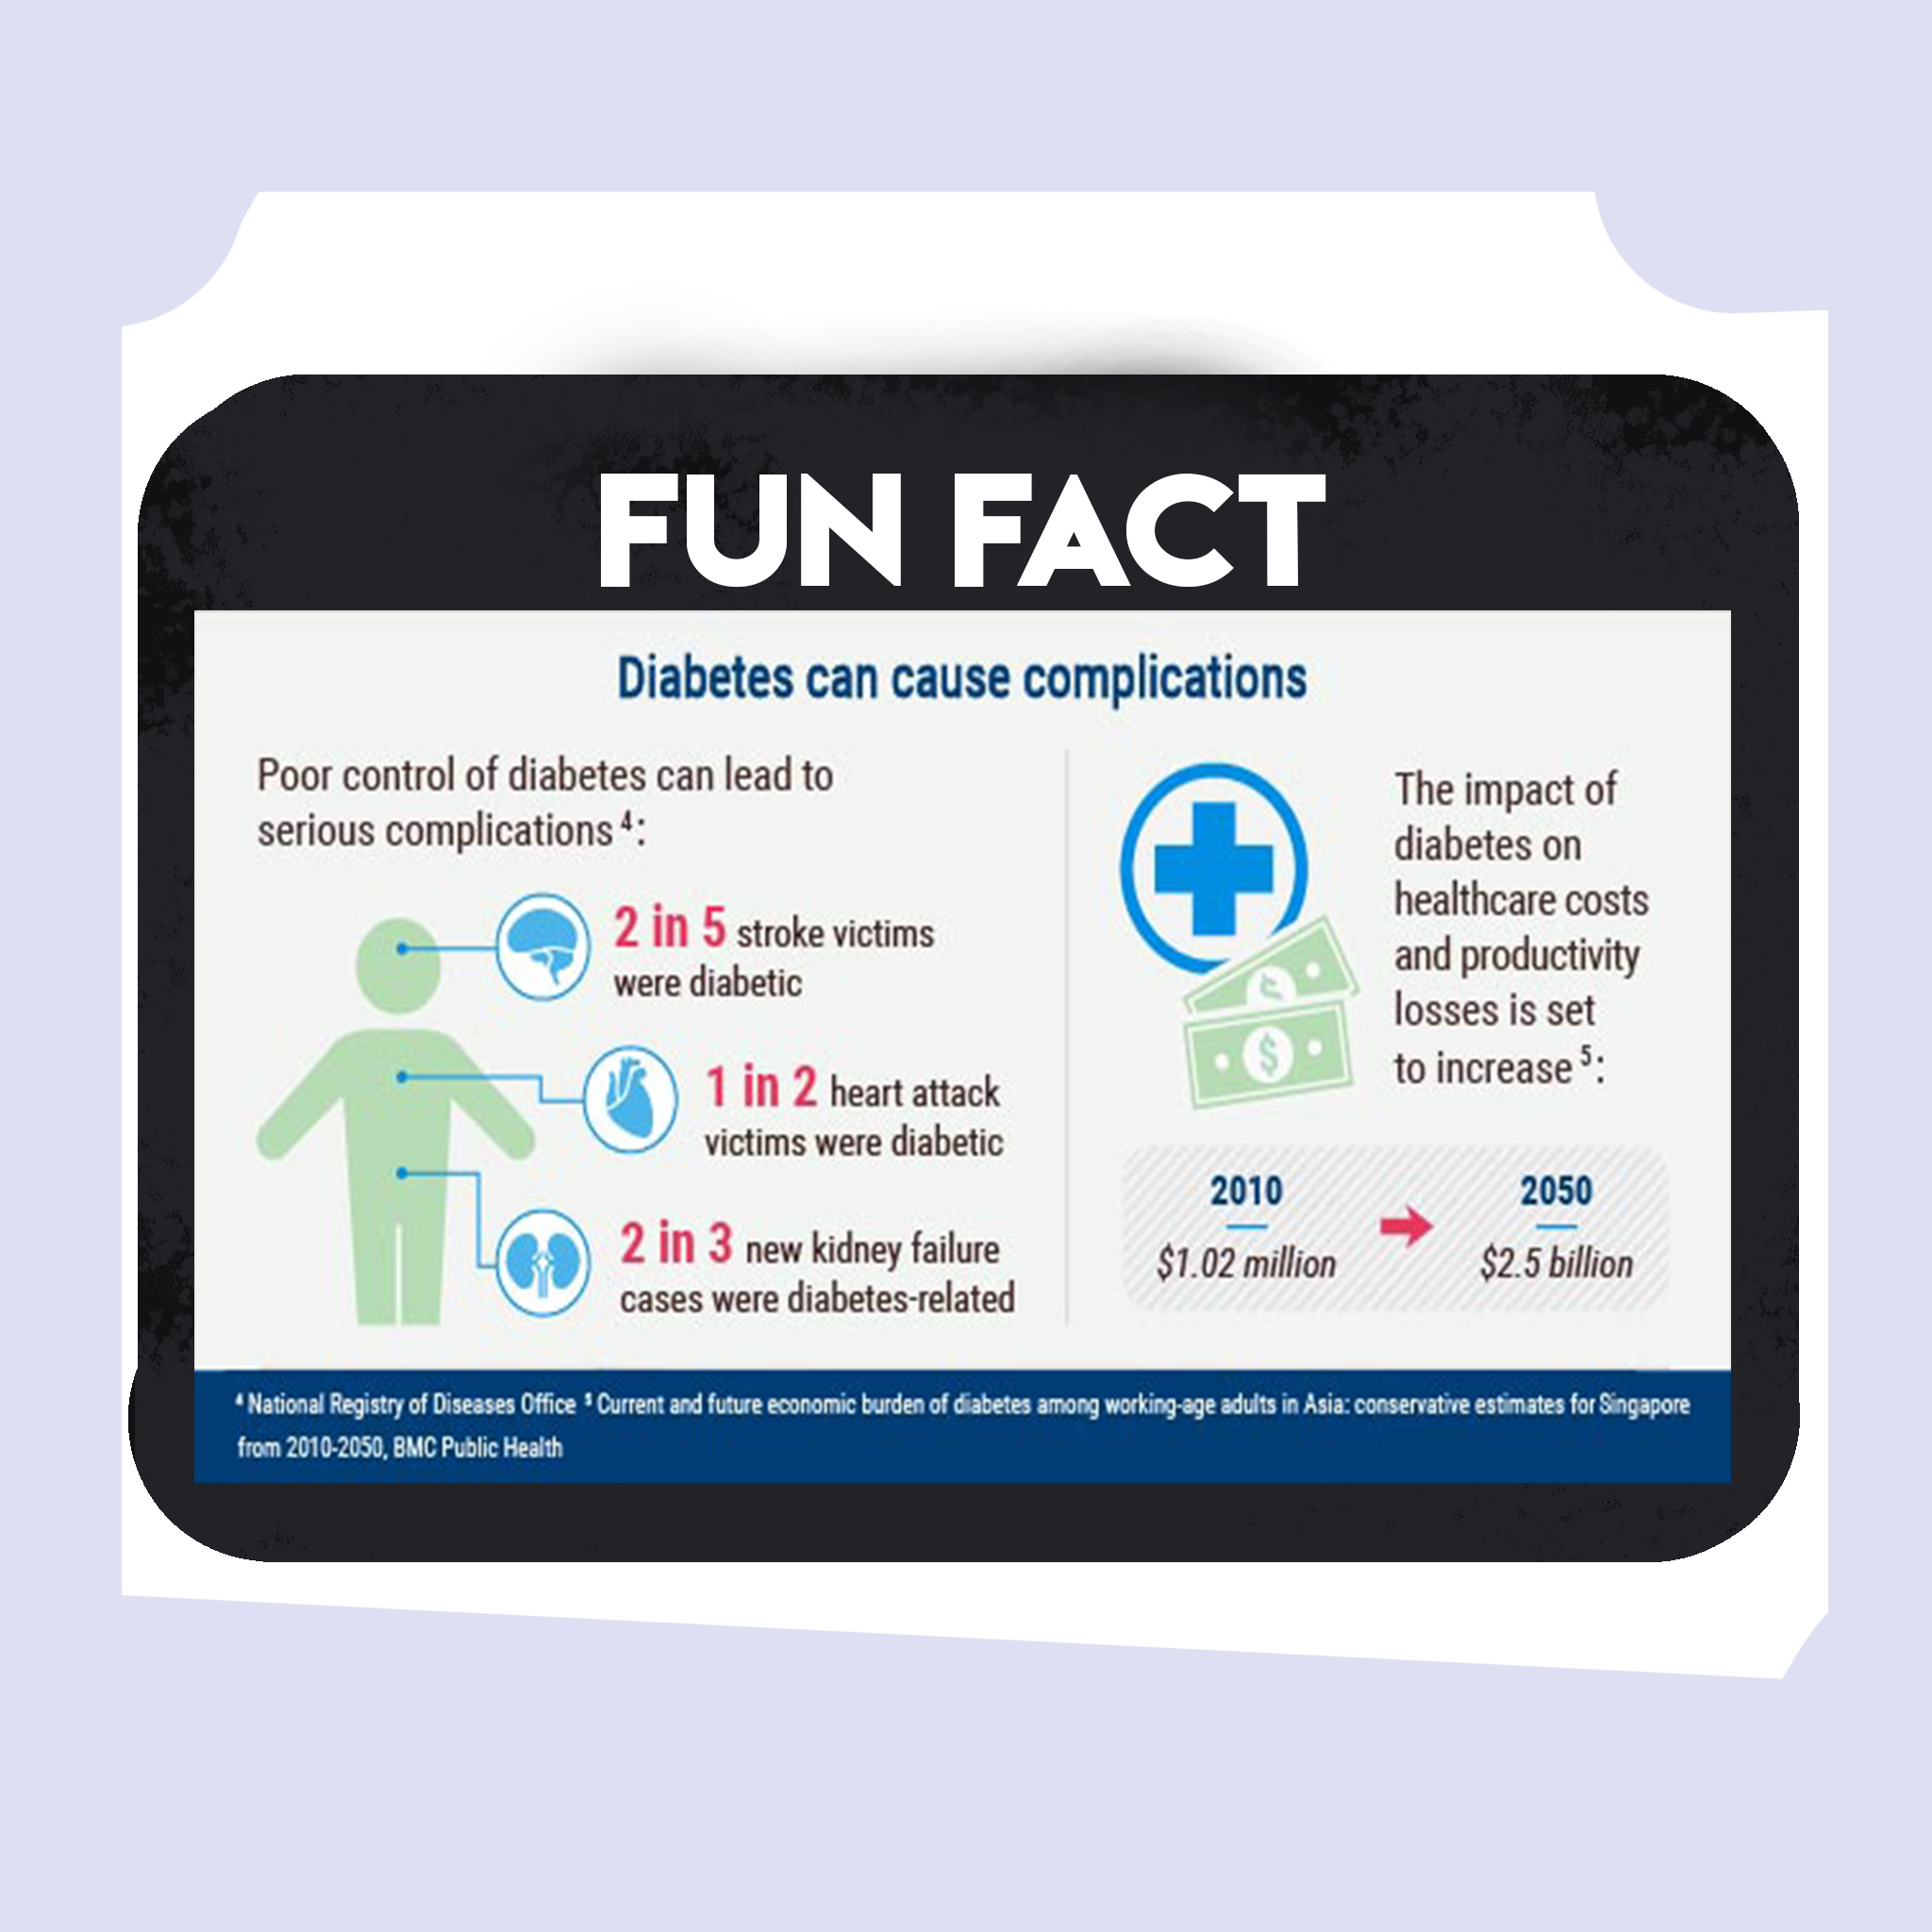 FUN FACT
Diabetes can cause complications
Poor control of diabetes can lead to
serious complications ⁴:
2 in 5 stroke victims
were diabetic
1 in 2 heart attack
victims were diabetic
2 in 3 new kidney failure
cases were diabetes-related
The impact of
diabetes on
healthcare costs
and productivity
losses is set
to increase ⁵:
$
$
2010
$1.02 million
2050
$2.5 billion
⁴ National Registry of Diseases Office ⁵ Current and future economic burden of diabetes among working-age adults in Asia: conservative estimates for Singapore
from 2010-2050, BMC Public Health